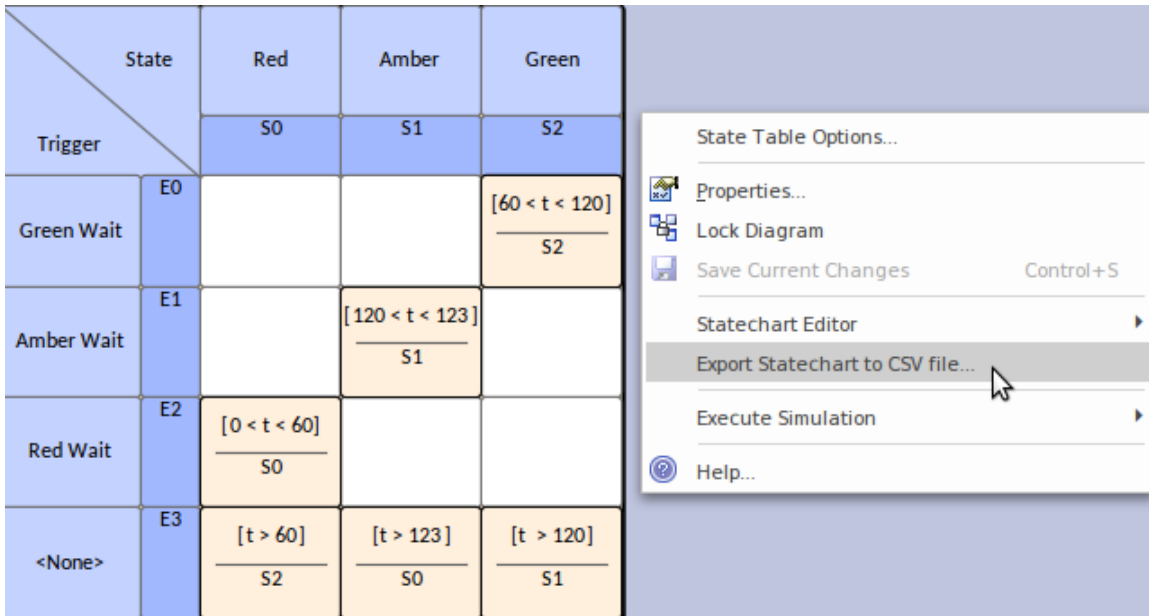 State
Trigger
Red
Amber
Green
S0
S1
S2
Green Wait
E0
[60 < t < 120]
S2
Amber Wait
E1
[120 < t < 123]
S1
Red Wait
E2
[0 < t < 60]
S0
<None>
E3
[t > 60]
S2
[t > 123]
S0
[t > 120]
S1
State Table Options...
Properties...
Lock Diagram
Save Current Changes Control+S
Statechart Editor
Export Statechart to CSV file...
Execute Simulation
Help...